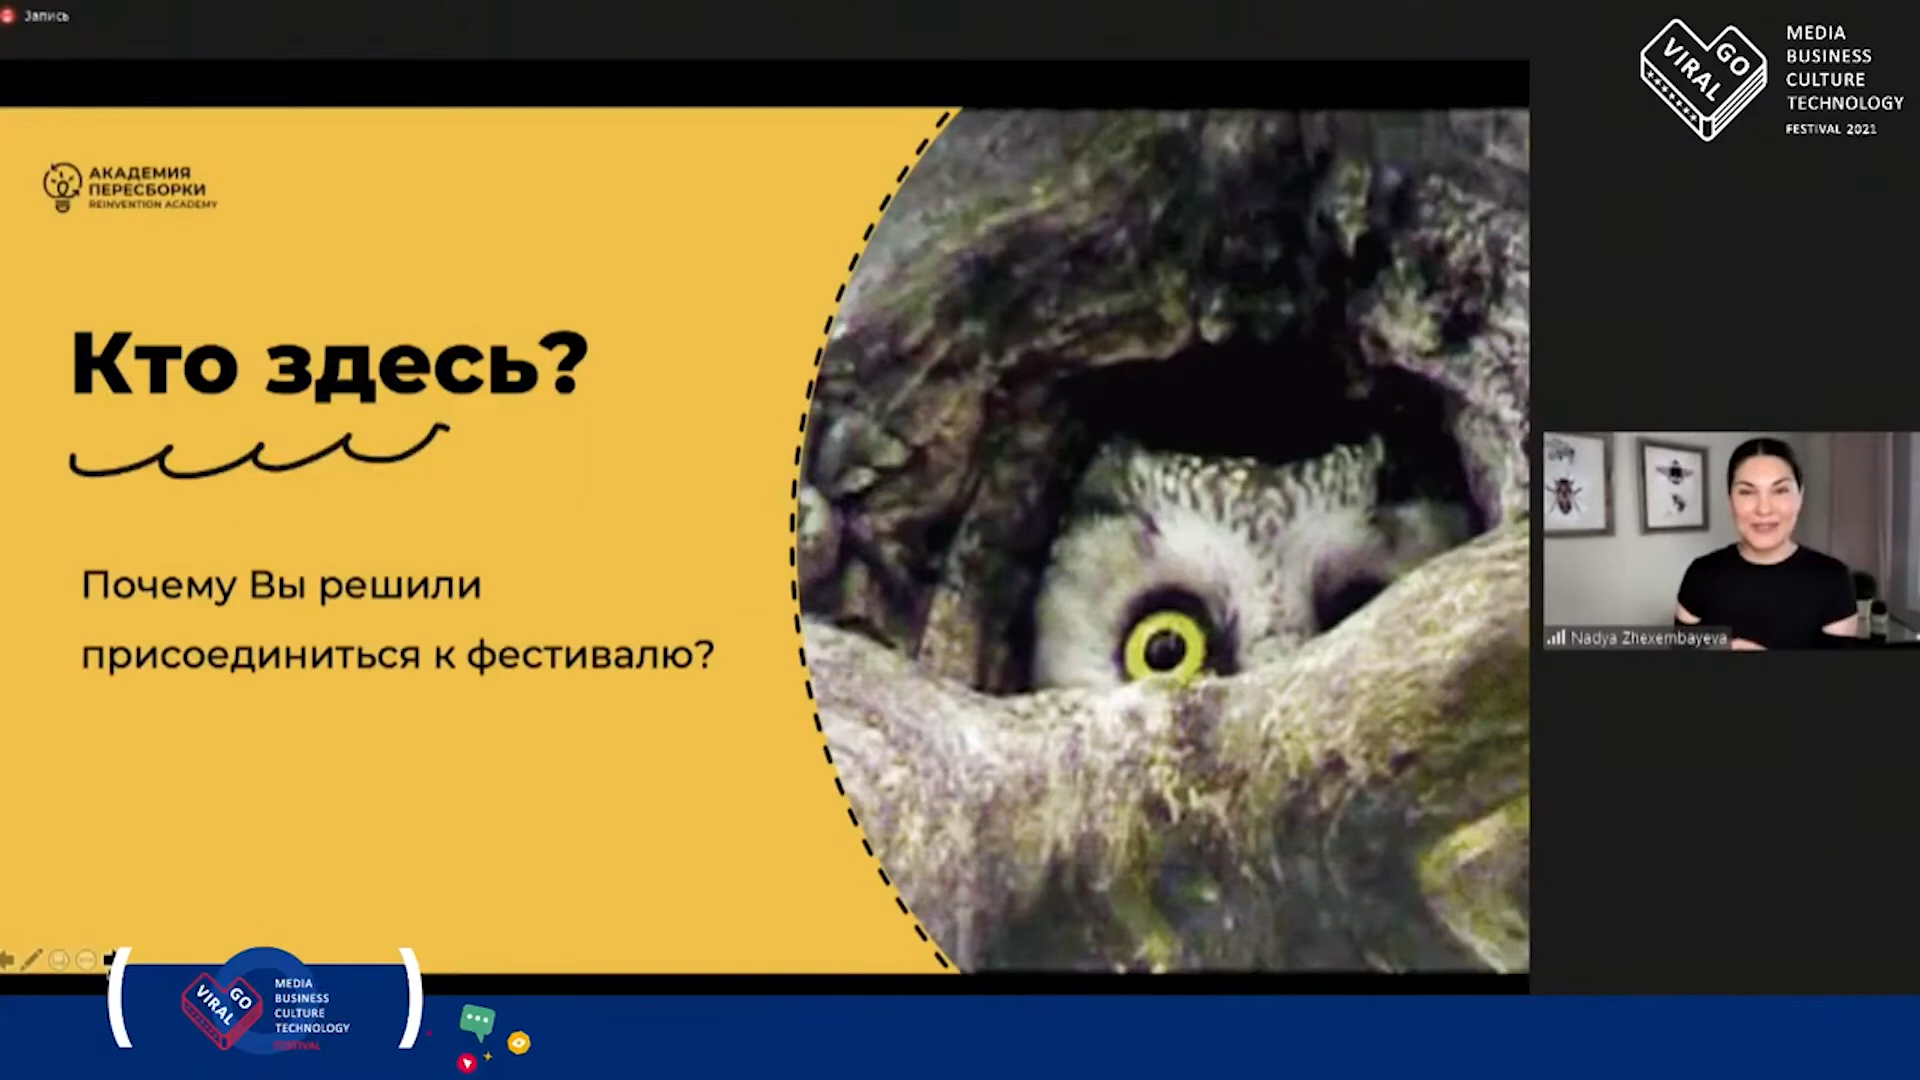 Запись
VIRAL GO
MEDIA
BUSINESS
CULTURE
TECHNOLOGY
FESTIVAL 2021
АКАДЕМИЯ
ПЕРЕСБОРКИ
REINVENTION ACADEMY
Кто здесь?
Почему Вы решили
присоединиться к фестивалю?
Nadya Zhexembayeva
VIRAL GO
MEDIA
BUSINESS
CULTURE
TECHNOLOGY
FESTIVAL